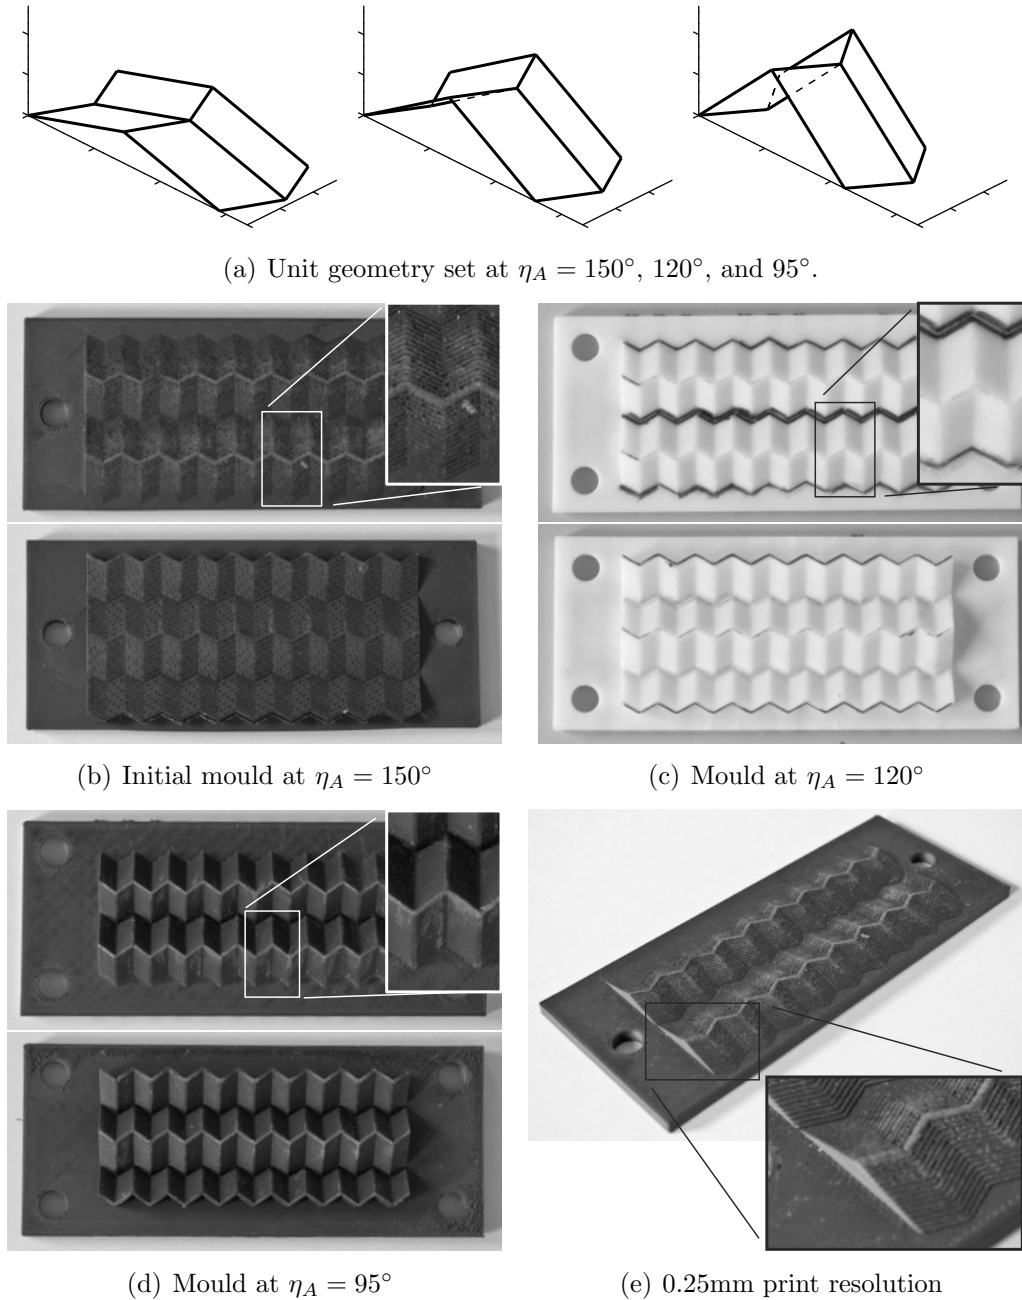 (a) Unit geometry set at η_A = 150°, 120°, and 95°.
(b) Initial mould at η_A = 150°
(c) Mould at η_A = 120°
(d) Mould at η_A = 95°
(e) 0.25mm print resolution